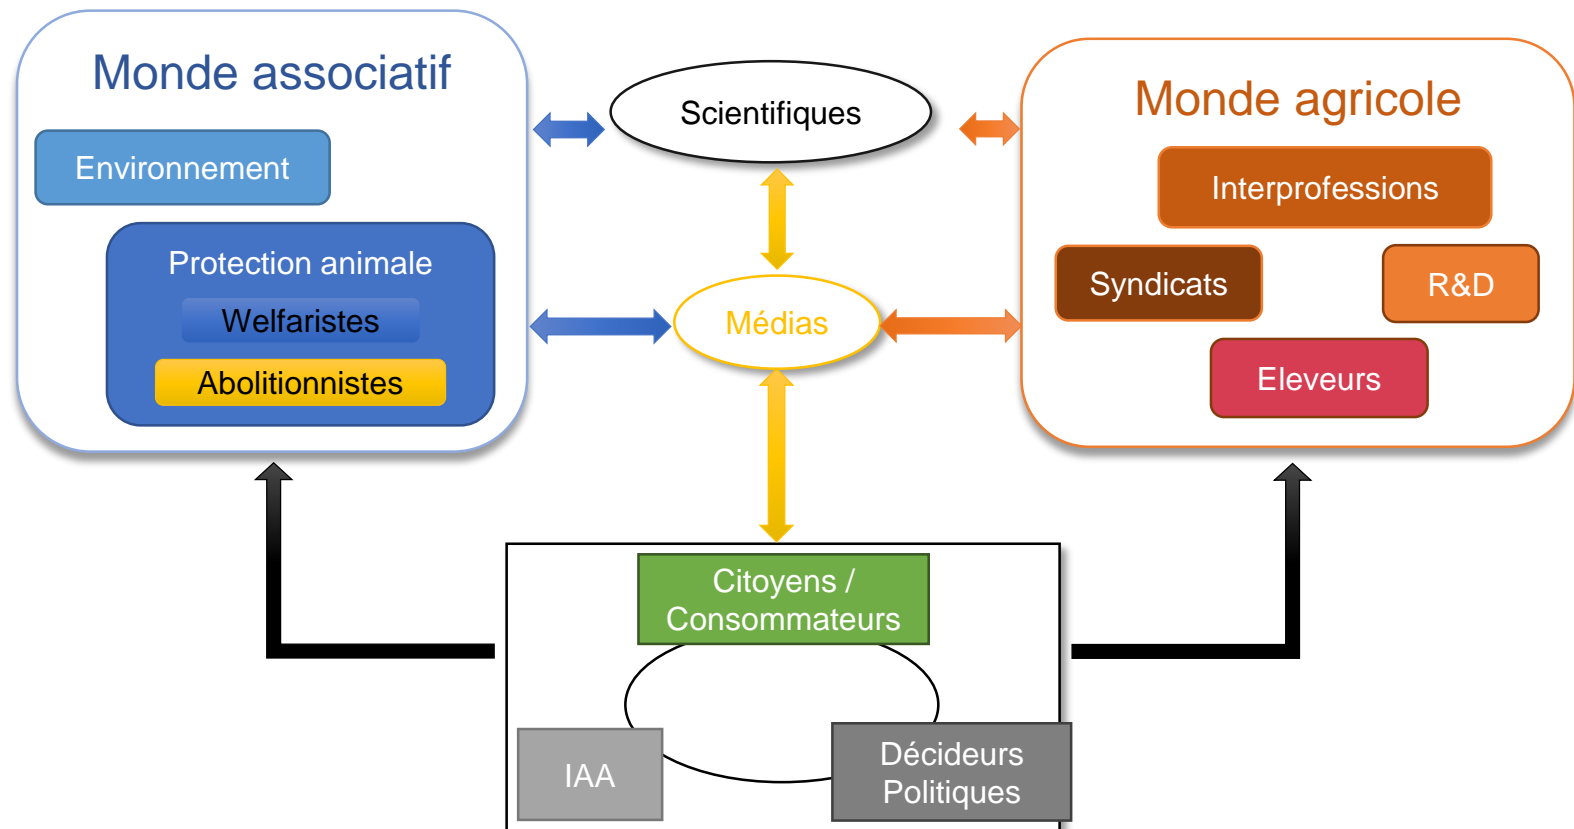 Monde associatif
Environnement
Protection animale
Welfaristes
Abolitionnistes
Scientifiques
Médias
Monde agricole
Interprofessions
Syndicats
R&D
Eleveurs
Citoyens /
Consommateurs
IAA
Décideurs
Politiques